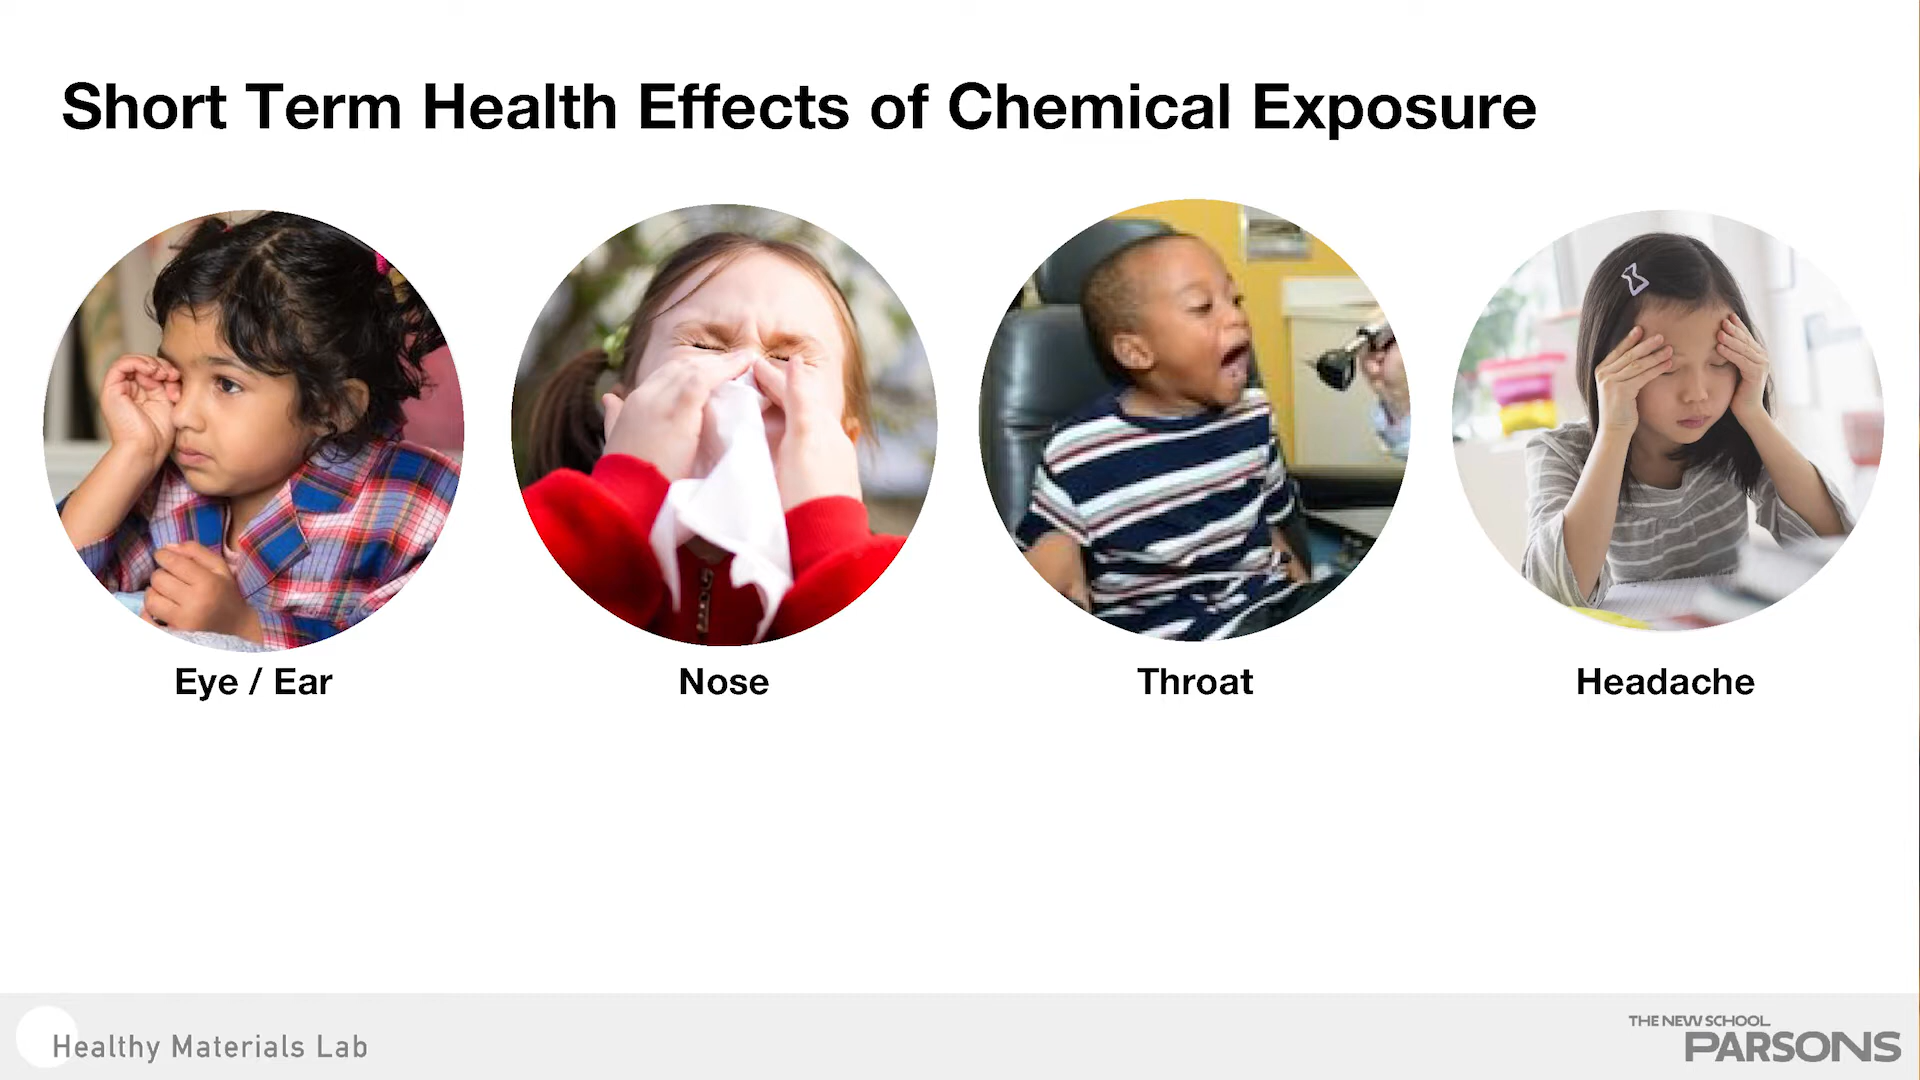 Short Term Health Effects of Chemical Exposure
Eye / Ear
Nose
Throat
Headache
Healthy Materials Lab
THE NEW SCHOOL
PARSONS